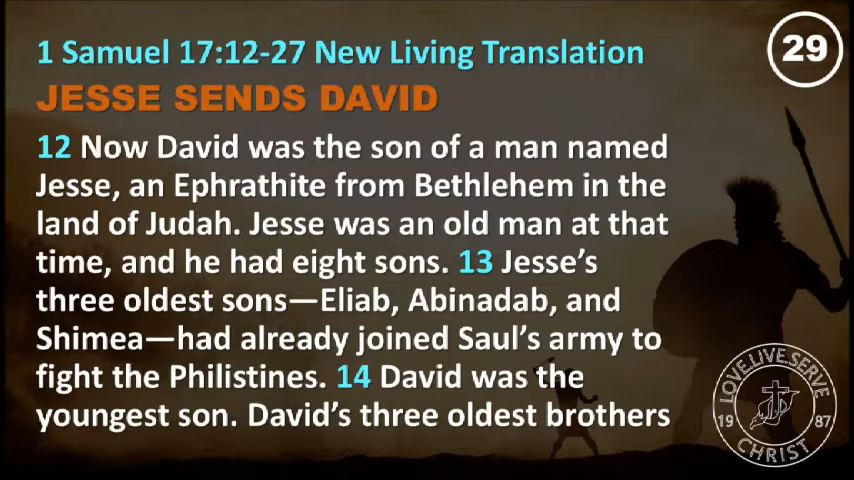 1 Samuel 17:12-27 New Living Translation
29
JESSE SENDS DAVID
12 Now David was the son of a man named
Jesse, an Ephrathite from Bethlehem in the
land of Judah. Jesse was an old man at that
time, and he had eight sons. 13 Jesse’s
three oldest sons—Eliab, Abinadab, and
Shimea—had already joined Saul’s army to
fight the Philistines. 14 David was the
youngest son. David’s three oldest brothers
LOVE.LIVE.SERVE
19 87
CHRIST